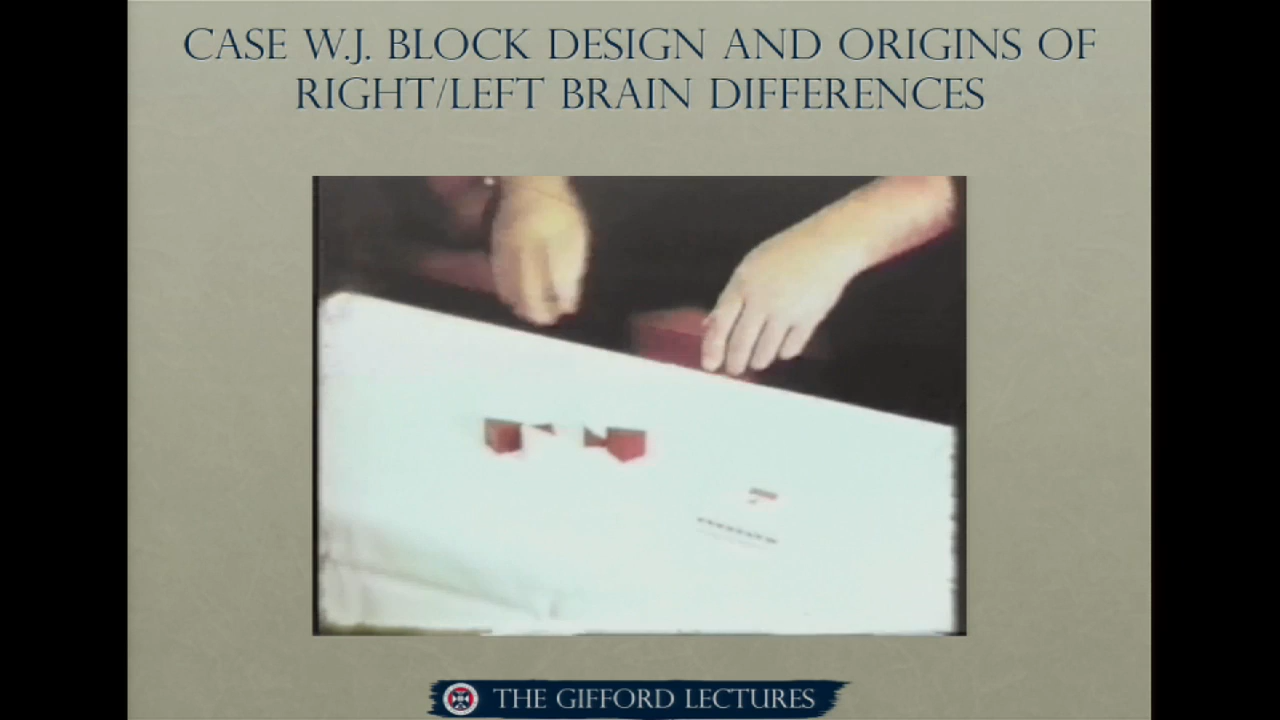 CASE W.J. BLOCK DESIGN AND ORIGINS OF
RIGHT/LEFT BRAIN DIFFERENCES
THE GIFFORD LECTURES